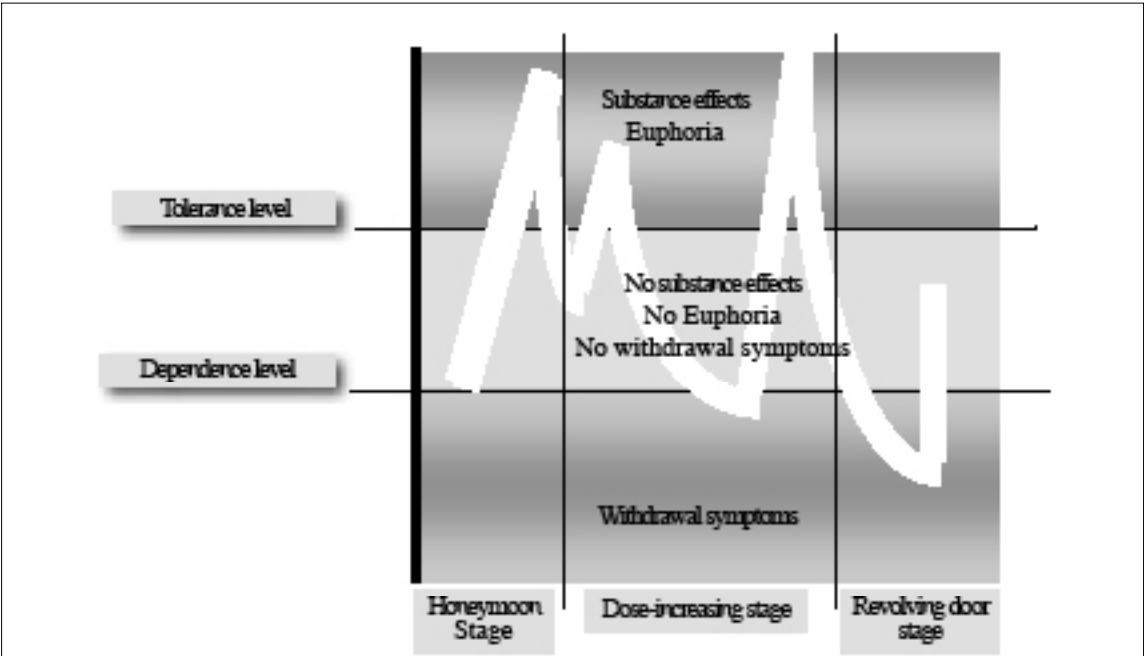 Substance effects
Euphoria
Tolerance level
No substance effects
No Euphoria
No withdrawal symptoms
Dependence level
Withdrawal symptoms
Honeymoon
Stage
Dose-increasing stage
Revolving door
stage